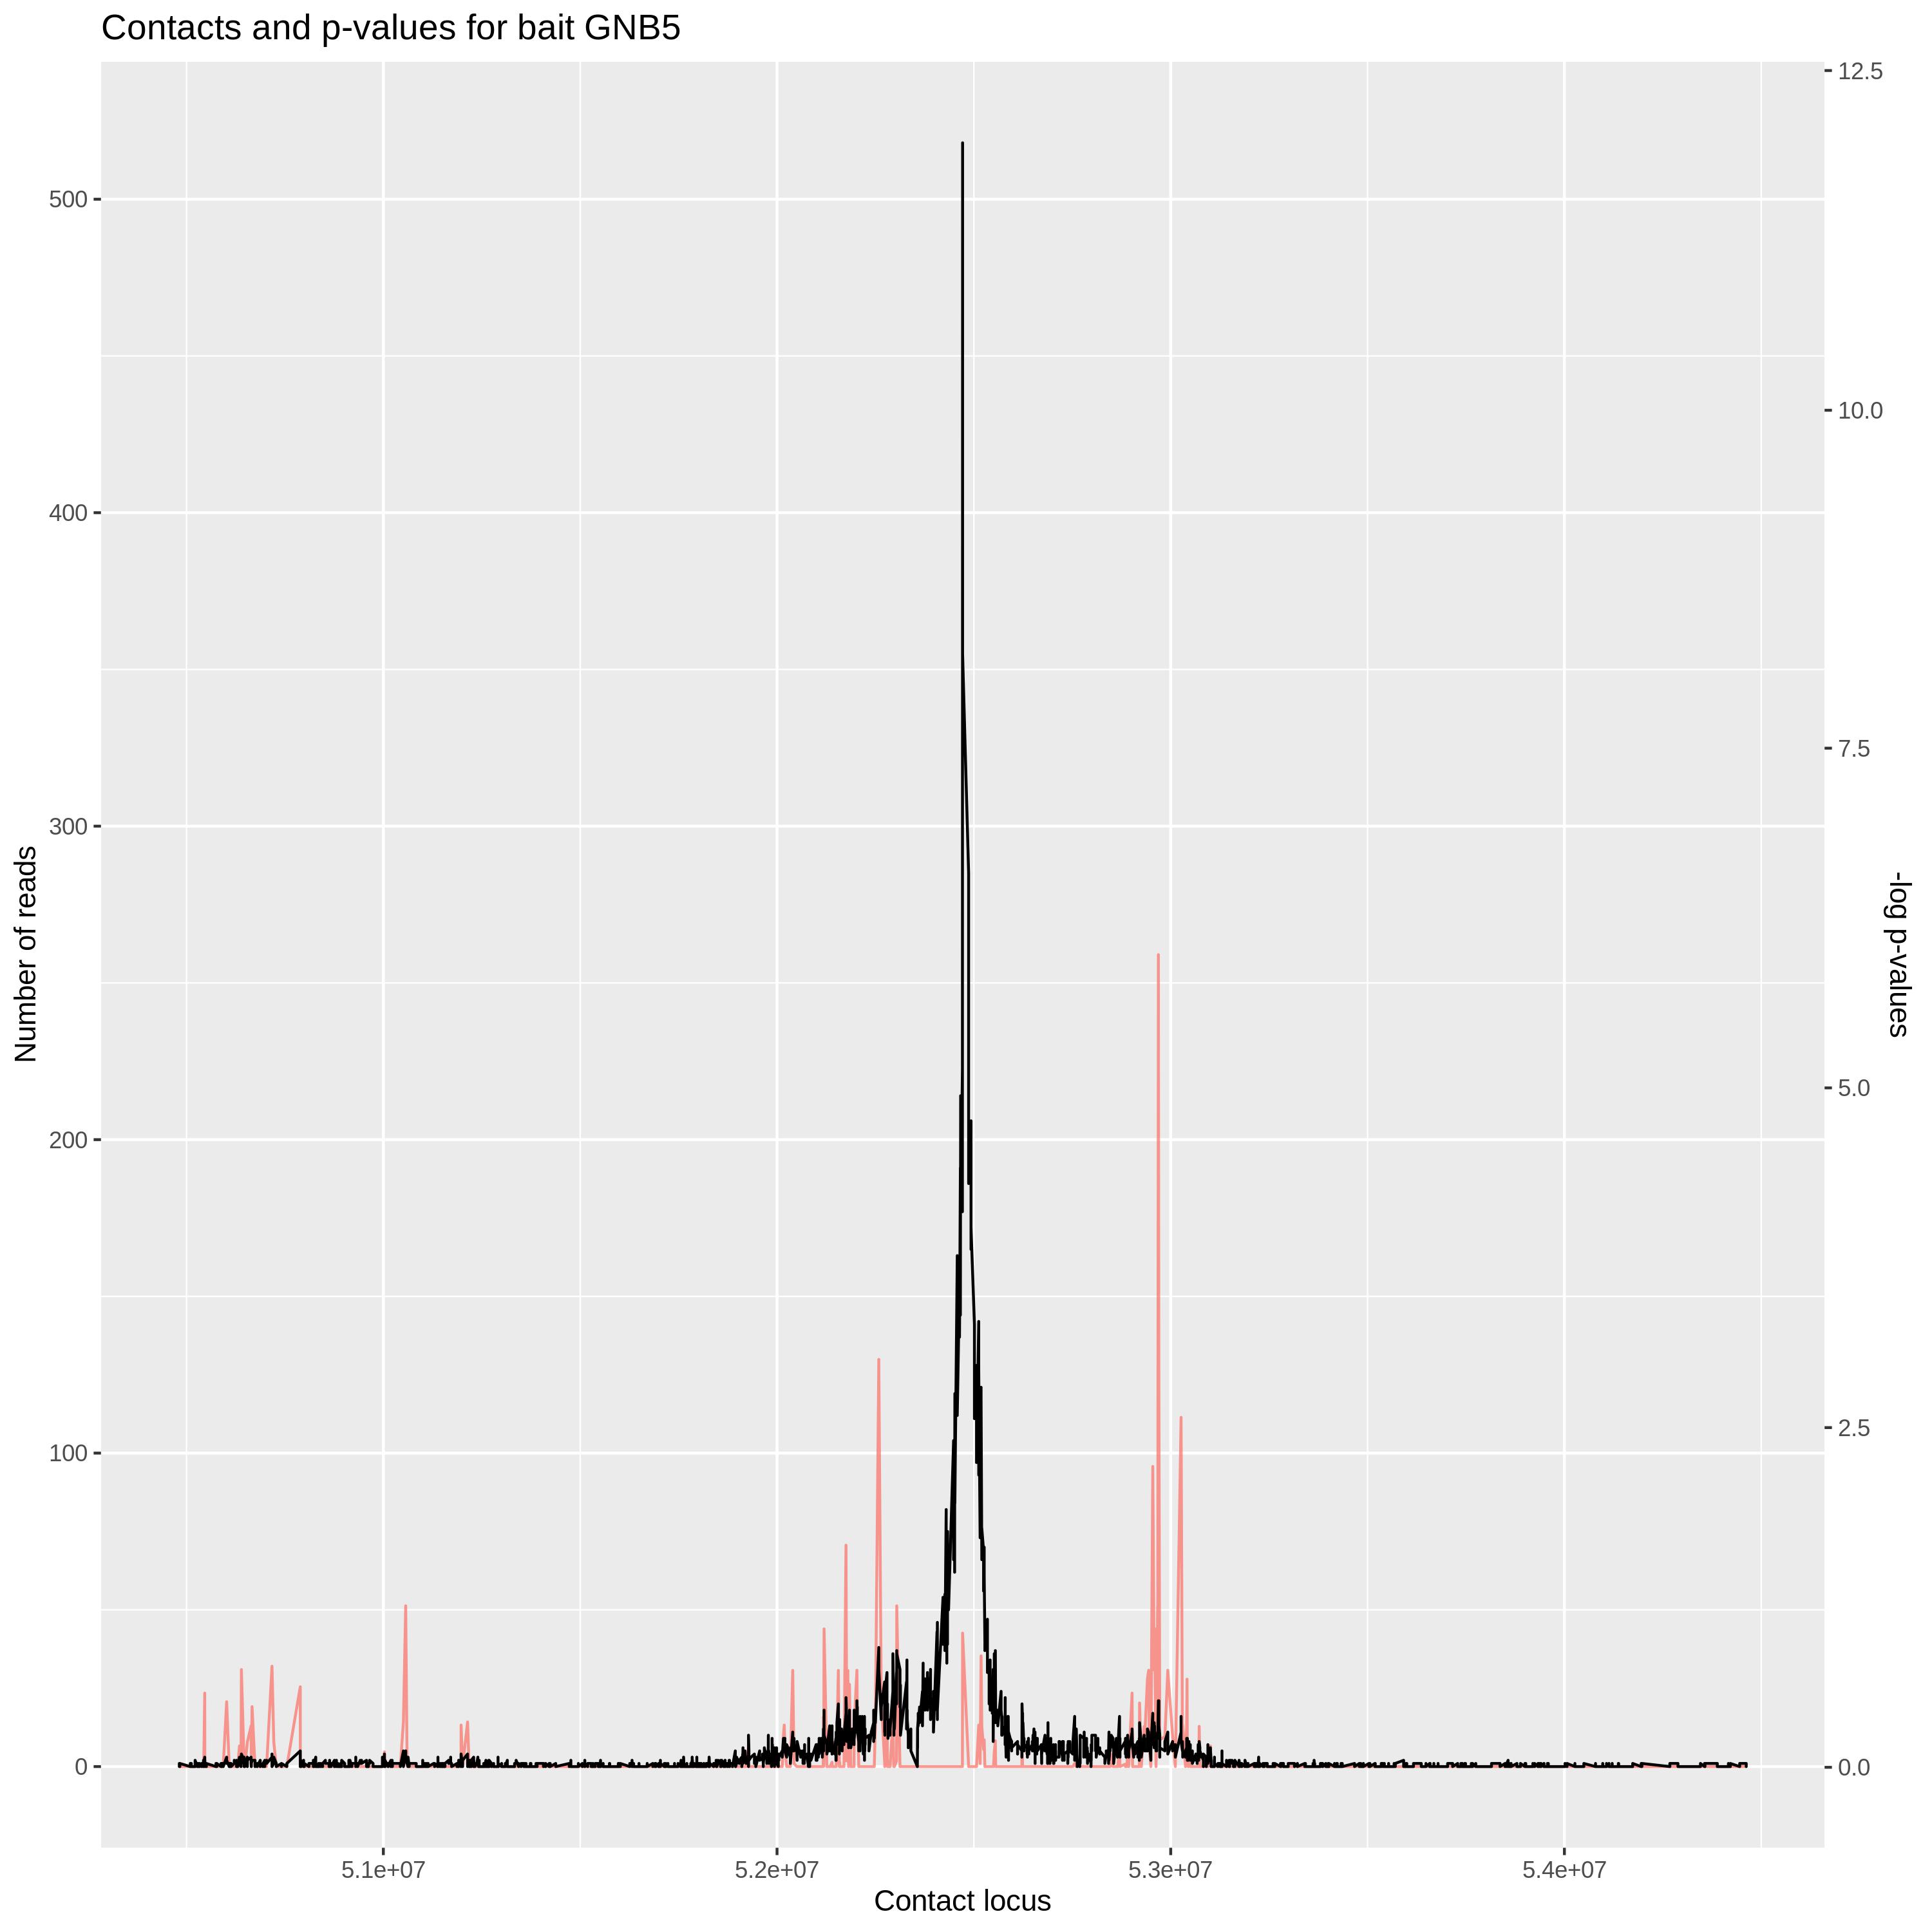 Contacts and p-values for bait GNB5
12.5
500
10.0
400
7.5
300
Number of reads
-log p-values
5.0
200
2.5
100
0
0.0
5.1e+07
5.2e+07
5.3e+07
5.4e+07
Contact locus